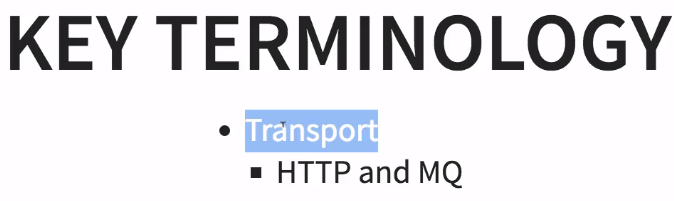 KEY TERMINOLOGY
Transport
HTTP and MQ